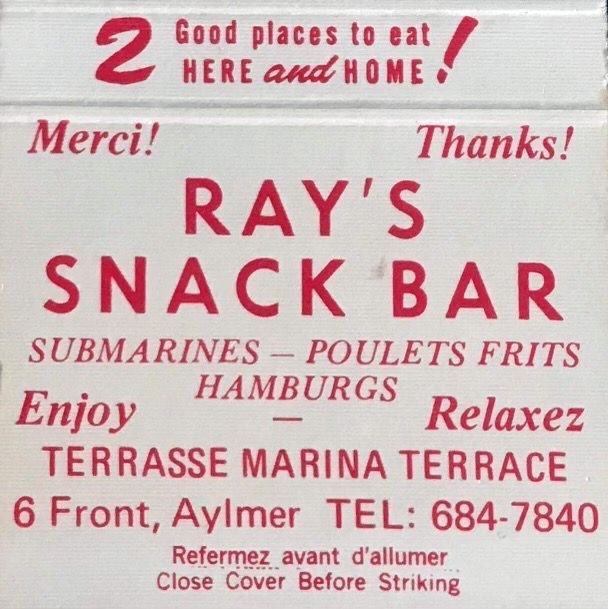 2 Good places to eat
HERE and HOME!
Merci! Thanks!
RAY'S
SNACK BAR
SUBMARINES — POULETS FRITS
HAMBURGS
Enjoy — Relaxez
TERRASSE MARINA TERRACE
6 Front, Aylmer TEL: 684-7840
Refermez avant d'allumer
Close Cover Before Striking